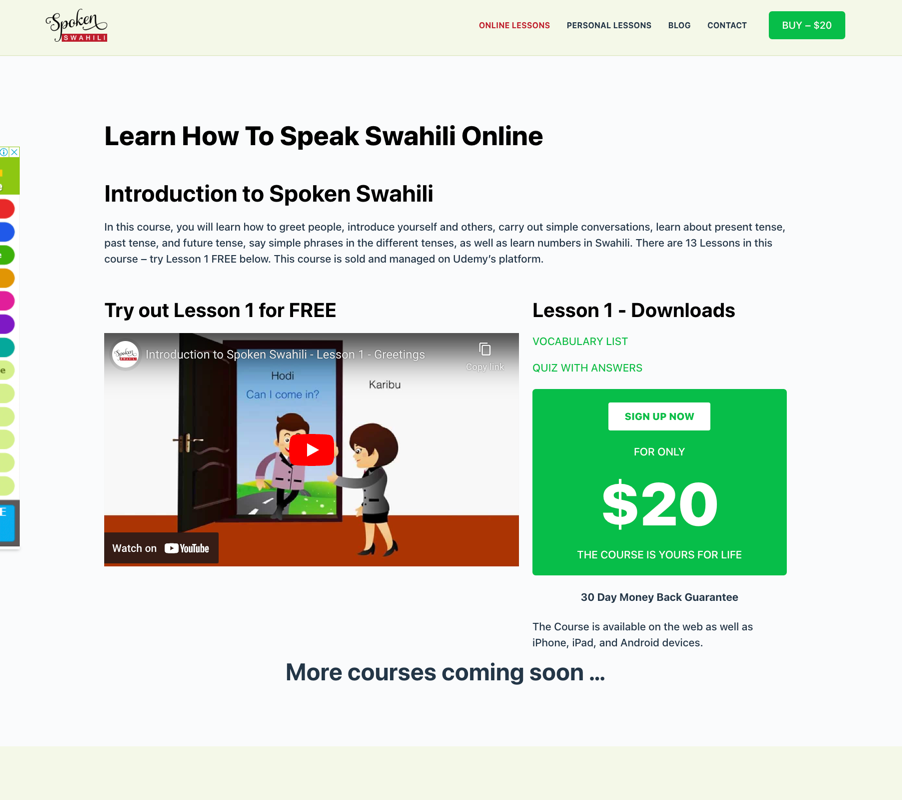 Spoken
SWAHILI
ONLINE LESSONS
PERSONAL LESSONS
BLOG
CONTACT
BUY – $20
Learn How To Speak Swahili Online
Introduction to Spoken Swahili
In this course, you will learn how to greet people, introduce yourself and others, carry out simple conversations, learn about present tense,
past tense, and future tense, say simple phrases in the different tenses, as well as learn numbers in Swahili. There are 13 Lessons in this
course – try Lesson 1 FREE below. This course is sold and managed on Udemy's platform.
Try out Lesson 1 for FREE
Introduction to Spoken Swahili - Lesson 1 - Greetings
Copy link
Hodi
Can I come in?
Karibu
Watch on YouTube
Lesson 1 - Downloads
VOCABULARY LIST
QUIZ WITH ANSWERS
SIGN UP NOW
FOR ONLY
$20
THE COURSE IS YOURS FOR LIFE
30 Day Money Back Guarantee
The Course is available on the web as well as
iPhone, iPad, and Android devices.
More courses coming soon ...